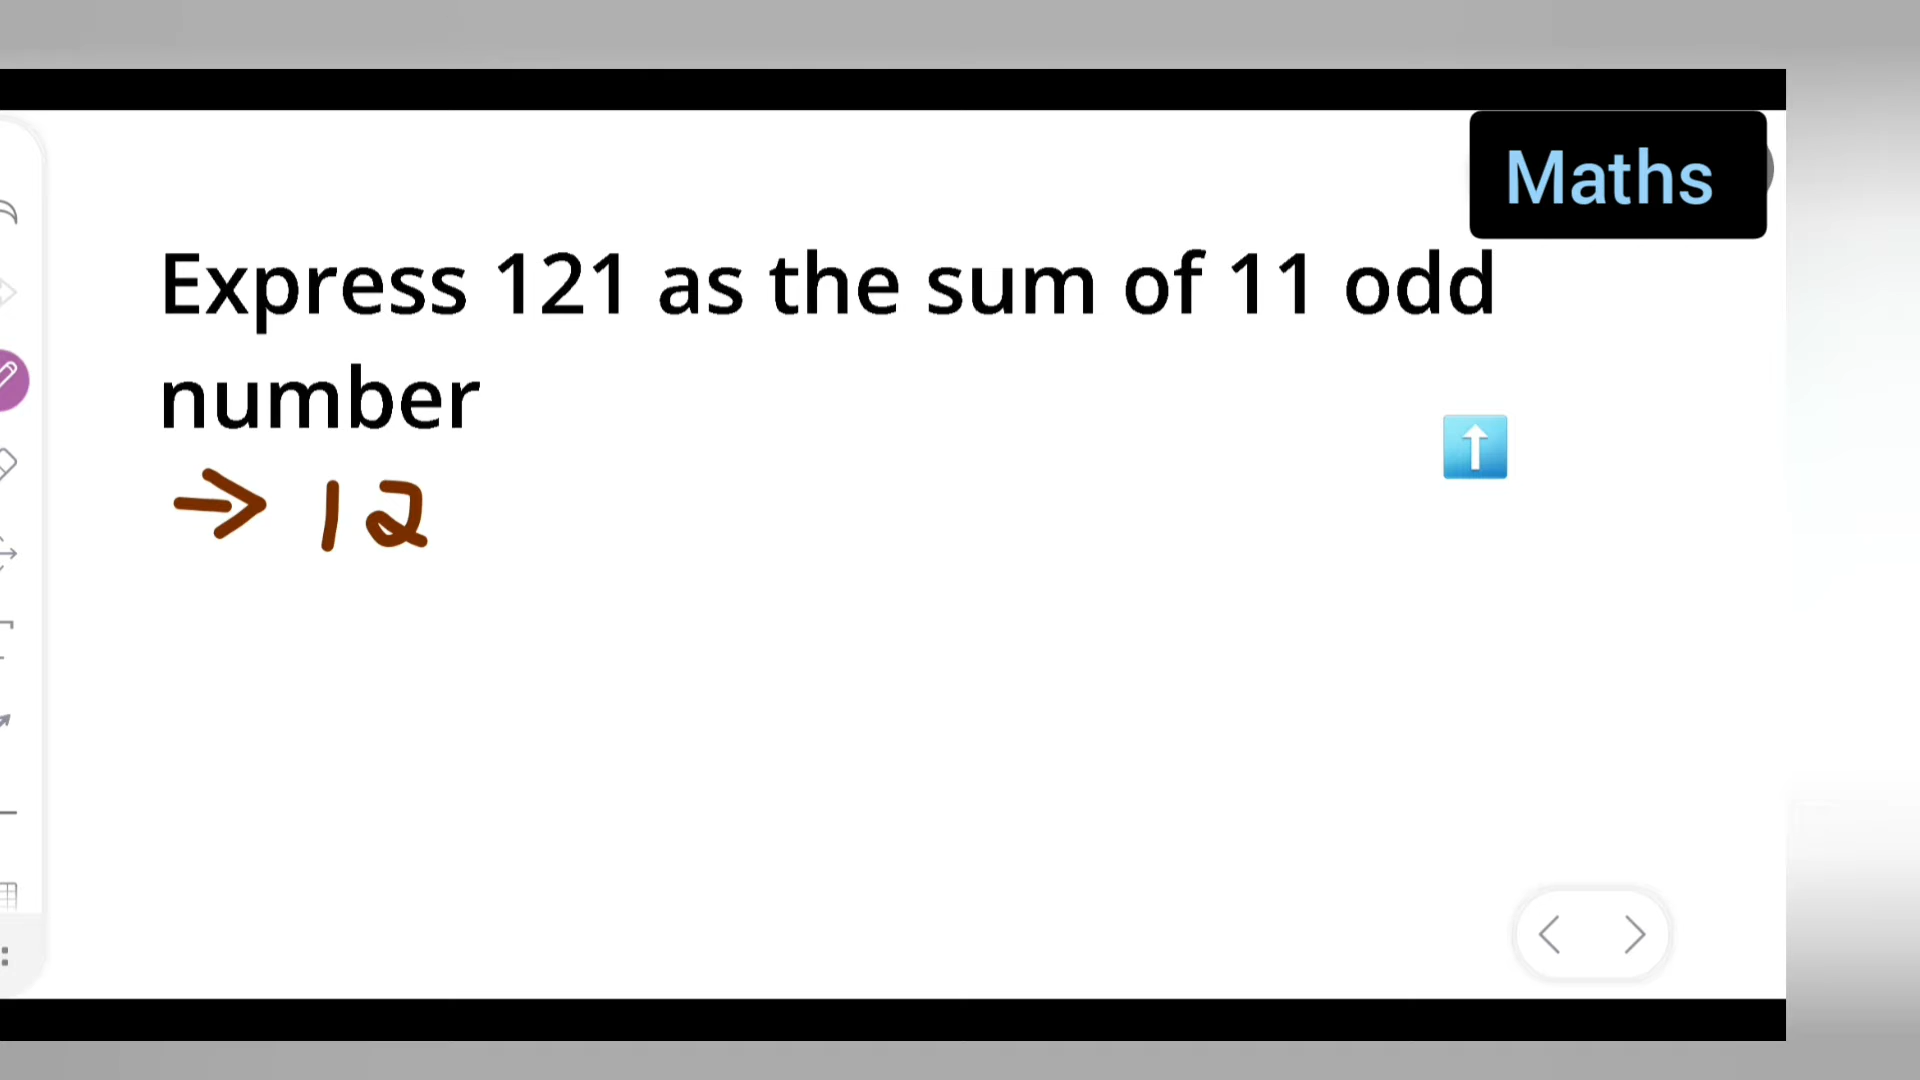 Maths
Express 121 as the sum of 11 odd
number
→ 12